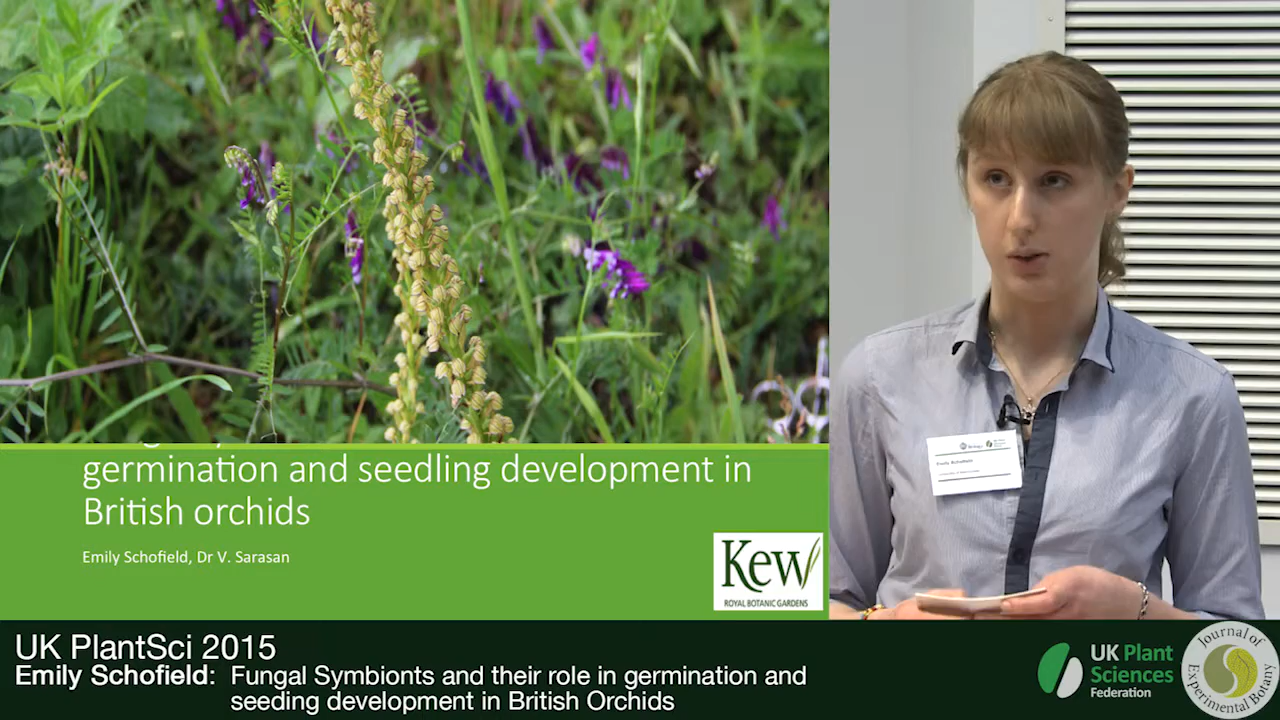 germination and seedling development in
British orchids
Emily Schofield, Dr V. Sarasan
Kew
ROYAL BOTANIC GARDENS
Emily Schofield
UK PlantSci 2015
Emily Schofield: Fungal Symbionts and their role in germination and
seeding development in British Orchids
UK Plant
Sciences
Federation
Journal of
Experimental Botany